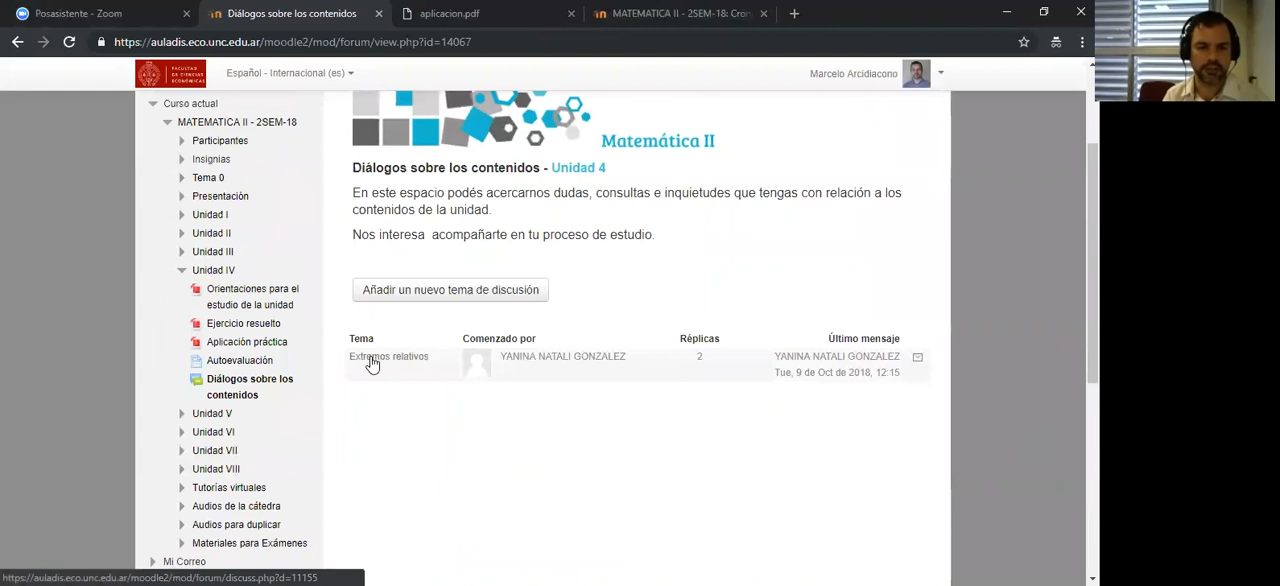 Posasistente - Zoom
Diálogos sobre los contenidos
aplicacion.pdf
MATEMATICA II - 2SEM-18: Cron
https://auladis.eco.unc.edu.ar/moodle2/mod/forum/view.php?id=14067
FACULTAD
DE CIENCIAS
ECONÓMICAS
Español - Internacional (es)
Marcelo Arcidiacono
Curso actual
MATEMATICA II - 2SEM-18
Participantes
Insignias
Tema 0
Presentación
Unidad I
Unidad II
Unidad III
Unidad IV
Orientaciones para el
estudio de la unidad
Ejercicio resuelto
Aplicación práctica
Autoevaluación
Diálogos sobre los
contenidos
Unidad V
Unidad VI
Unidad VII
Unidad VIII
Tutorías virtuales
Audios de la cátedra
Audios para duplicar
Materiales para Exámenes
Mi Correo
Matemática II
Diálogos sobre los contenidos - Unidad 4
En este espacio podés acercarnos dudas, consultas e inquietudes que tengas con relación a los
contenidos de la unidad.
Nos interesa acompañarte en tu proceso de estudio.
Añadir un nuevo tema de discusión
Tema Comenzado por Réplicas Último mensaje
Extremos relativos YANINA NATALI GONZALEZ 2 YANINA NATALI GONZALEZ
Tue, 9 de Oct de 2018, 12:15
https://auladis.eco.unc.edu.ar/moodle2/mod/forum/discuss.php?d=11155